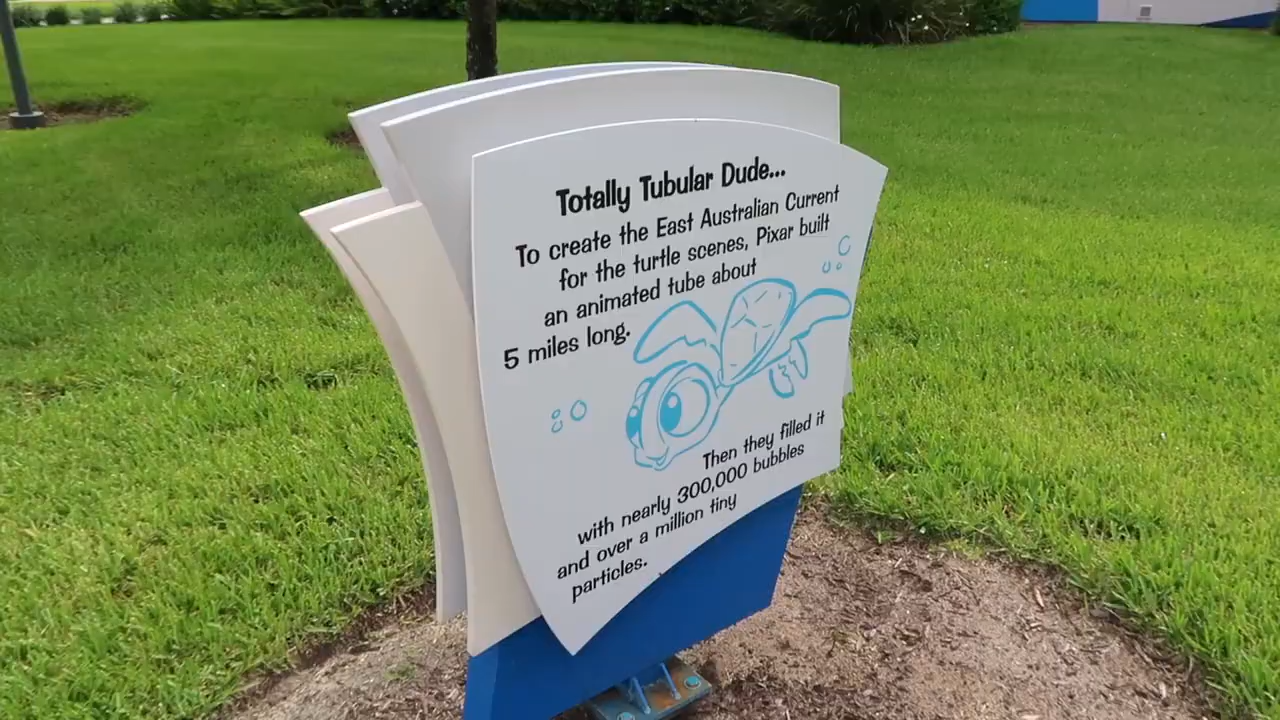 Totally Tubular Dude...
To create the East Australian Current
for the turtle scenes, Pixar built
an animated tube about
5 miles long.
Then they filled it
with nearly 300,000 bubbles
and over a million tiny
particles.